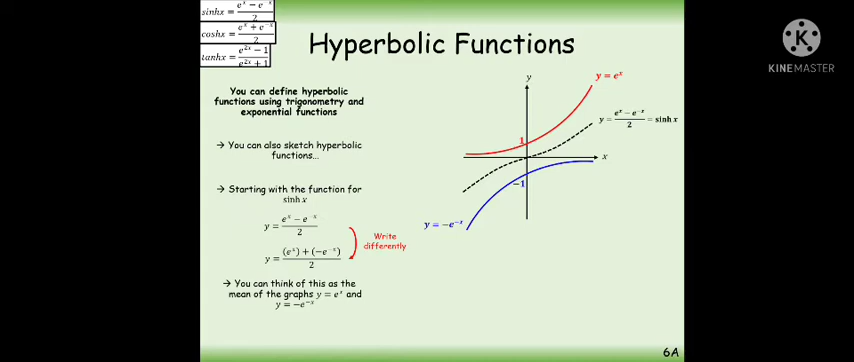 sinhx = (e^x − e^−x)/2
coshx = (e^x + e^−x)/2
tanhx = (e^2x − 1)/(e^2x + 1)
Hyperbolic Functions
K
KINEMASTER
You can define hyperbolic
functions using trigonometry and
exponential functions
→ You can also sketch hyperbolic
functions...
→ Starting with the function for
sinh x
y = (e^x − e^−x)/2
y = ((e^x) + (−e^−x))/2
Write
differently
→ You can think of this as the
mean of the graphs y = e^x and
y = −e^−x
y
y = e^x
y = (e^x − e^−x)/2 = sinh x
1
x
−1
y = −e^−x
6A